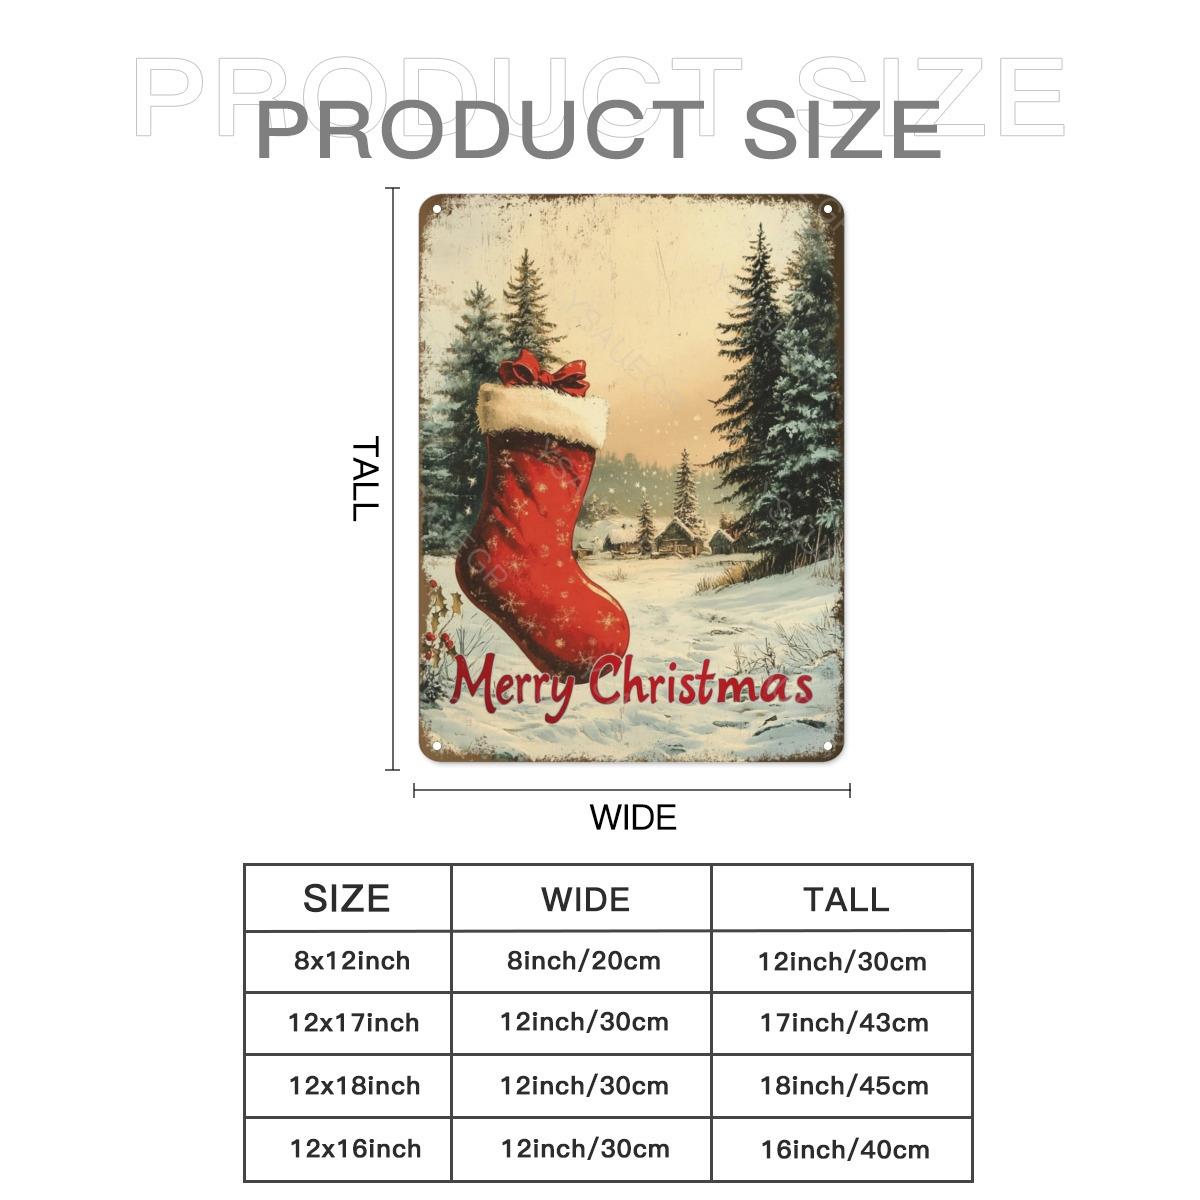 PRODUCT SIZE
PRODUCT SIZE
TALL
YSAUEGR
Merry Christmas
WIDE
SIZE WIDE TALL
8x12inch 8inch/20cm 12inch/30cm
12x17inch 12inch/30cm 17inch/43cm
12x18inch 12inch/30cm 18inch/45cm
12x16inch 12inch/30cm 16inch/40cm